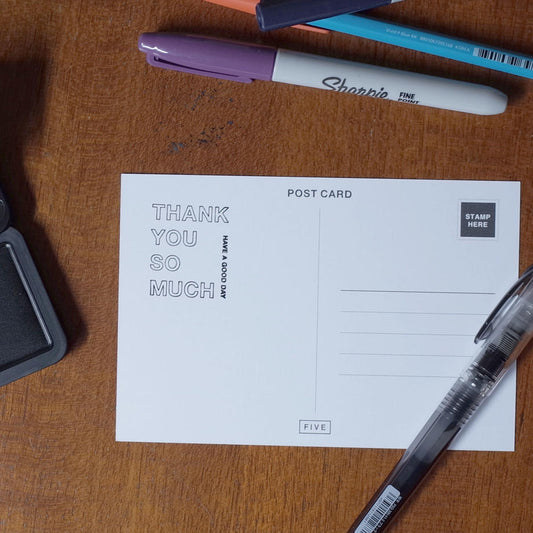 Sharpie
FINE
POINT
POST CARD
THANK
YOU
SO
MUCH
HAVE A GOOD DAY
STAMP
HERE
FIVE